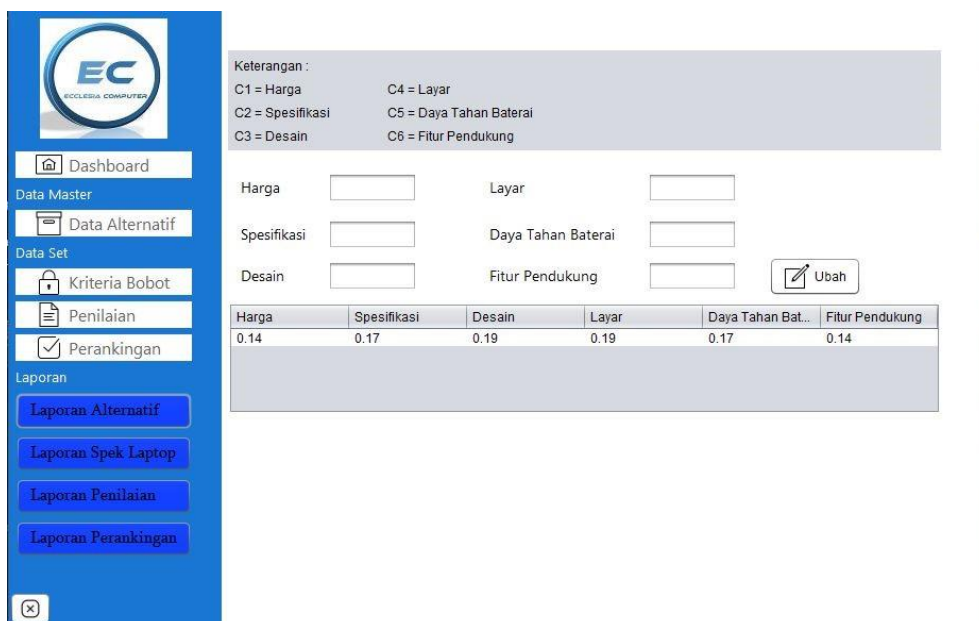 EC
ECCLESIA COMPUTER
Dashboard
Data Master
Data Alternatif
Data Set
Kriteria Bobot
Penilaian
Perankingan
Laporan
Laporan Alternatif
Laporan Spek Laptop
Laporan Penilaian
Laporan Perankingan
Keterangan :
C1 = Harga C4 = Layar
C2 = Spesifikasi C5 = Daya Tahan Baterai
C3 = Desain C6 = Fitur Pendukung
Harga Layar
Spesifikasi Daya Tahan Baterai
Desain Fitur Pendukung Ubah
Harga Spesifikasi Desain Layar Daya Tahan Bat... Fitur Pendukung
0.14 0.17 0.19 0.19 0.17 0.14